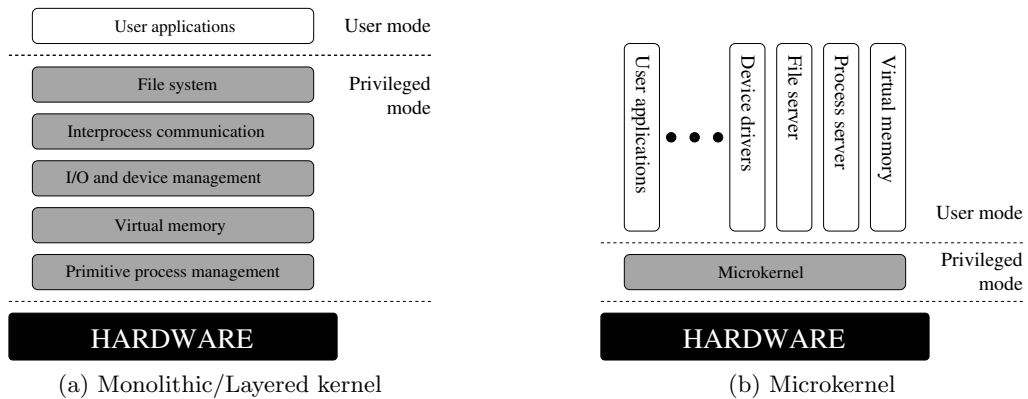 User applications
User mode
File system
Privileged
mode
Interprocess communication
I/O and device management
Virtual memory
Primitive process management
HARDWARE
(a) Monolithic/Layered kernel
User applications
Device drivers
File server
Process server
Virtual memory
User mode
Microkernel
Privileged
mode
HARDWARE
(b) Microkernel